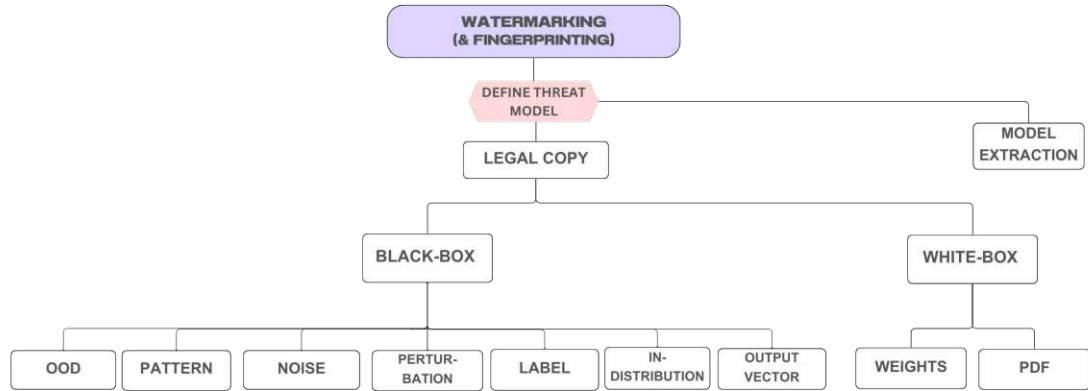 WATERMARKING
(& FINGERPRINTING)
DEFINE THREAT
MODEL
MODEL
EXTRACTION
LEGAL COPY
BLACK-BOX
WHITE-BOX
OOD
PATTERN
NOISE
PERTUR-
BATION
LABEL
IN-
DISTRIBUTION
OUTPUT
VECTOR
WEIGHTS
PDF